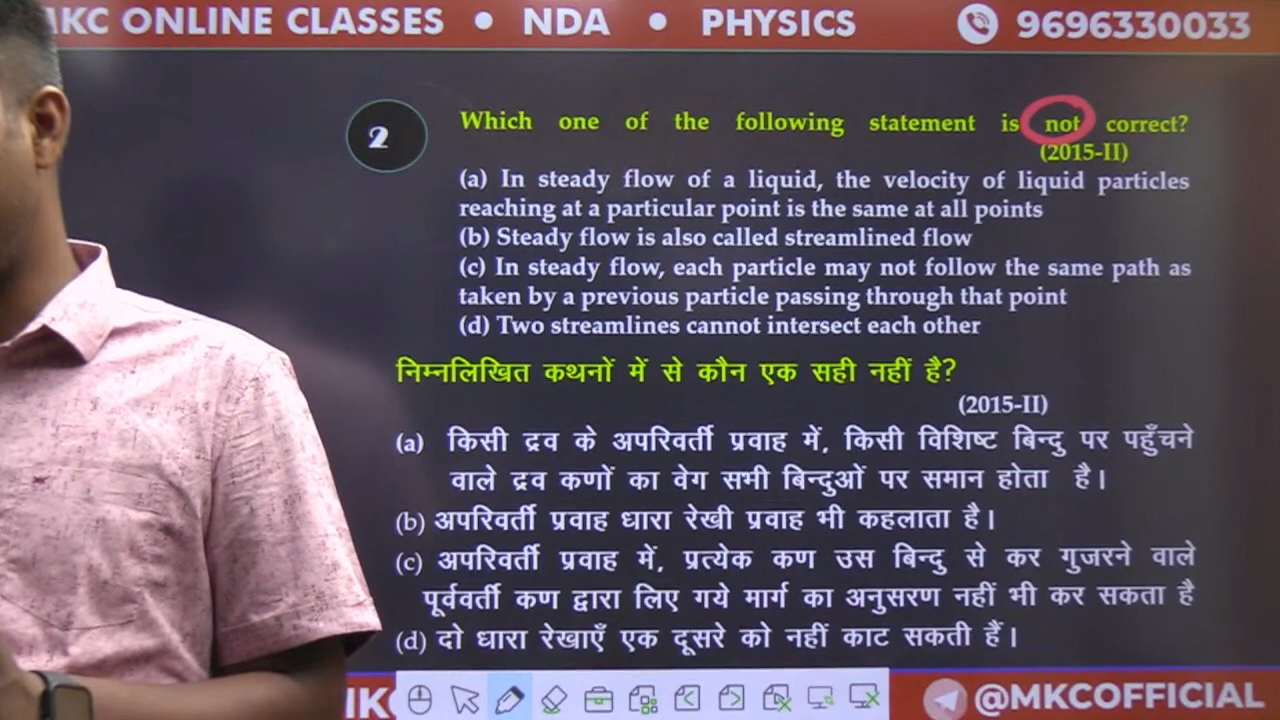 MKC ONLINE CLASSES • NDA • PHYSICS 9696330033
2
Which one of the following statement is not correct?
(2015-II)
(a) In steady flow of a liquid, the velocity of liquid particles
reaching at a particular point is the same at all points
(b) Steady flow is also called streamlined flow
(c) In steady flow, each particle may not follow the same path as
taken by a previous particle passing through that point
(d) Two streamlines cannot intersect each other
निम्नलिखित कथनों में से कौन एक सही नहीं है?
(2015-II)
(a) किसी द्रव के अपरिवर्ती प्रवाह में, किसी विशिष्ट बिन्दु पर पहुँचने
वाले द्रव कणों का वेग सभी बिन्दुओं पर समान होता है।
(b) अपरिवर्ती प्रवाह धारा रेखी प्रवाह भी कहलाता है।
(c) अपरिवर्ती प्रवाह में, प्रत्येक कण उस बिन्दु से कर गुजरने वाले
पूर्ववर्ती कण द्वारा लिए गये मार्ग का अनुसरण नहीं भी कर सकता है
(d) दो धारा रेखाएँ एक दूसरे को नहीं काट सकती हैं।
@MKCOFFICIAL